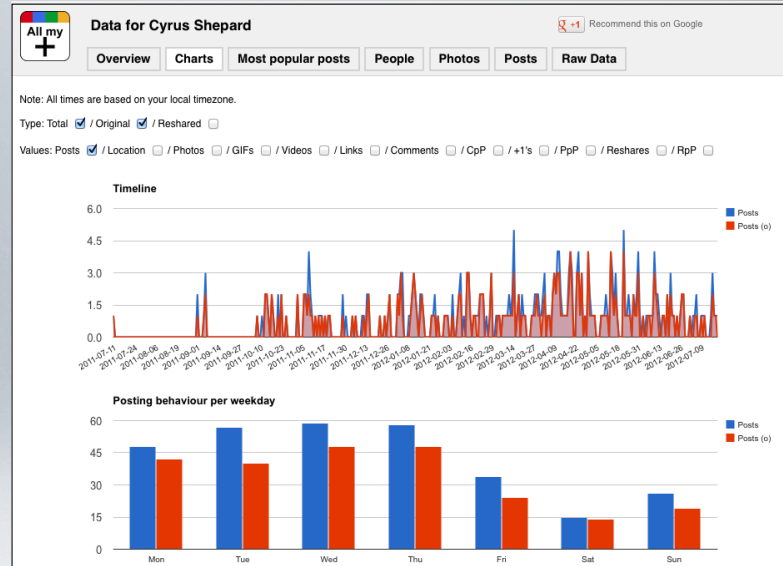 All my
+
Data for Cyrus Shepard
+1 Recommend this on Google
Overview Charts Most popular posts People Photos Posts Raw Data
Note: All times are based on your local timezone.
Type: Total / Original / Reshared
Values: Posts / Location / Photos / GIFs / Videos / Links / Comments / CpP / +1's / PpP / Reshares / RpP
Timeline
6.0
4.5
3.0
1.5
0.0
Posts
Posts (o)
2011-07-11 2011-07-24 2011-08-06 2011-08-19 2011-09-01 2011-09-14 2011-09-27 2011-10-10 2011-10-23 2011-11-05 2011-11-17 2011-11-30 2011-12-13 2011-12-26 2012-01-08 2012-01-21 2012-02-03 2012-02-16 2012-02-29 2012-03-14 2012-03-27 2012-04-09 2012-04-22 2012-05-05 2012-05-18 2012-05-31 2012-06-13 2012-06-26 2012-07-09
Posting behaviour per weekday
60
45
30
15
0
Posts
Posts (o)
Mon Tue Wed Thu Fri Sat Sun